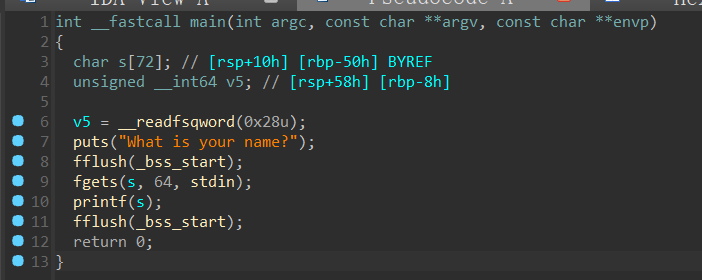 IDA View-A Pseudocode-A He
1 int __fastcall main(int argc, const char **argv, const char **envp)
2 {
3 char s[72]; // [rsp+10h] [rbp-50h] BYREF
4 unsigned __int64 v5; // [rsp+58h] [rbp-8h]
5
6 v5 = __readfsqword(0x28u);
7 puts("What is your name?");
8 fflush(_bss_start);
9 fgets(s, 64, stdin);
10 printf(s);
11 fflush(_bss_start);
12 return 0;
13 }